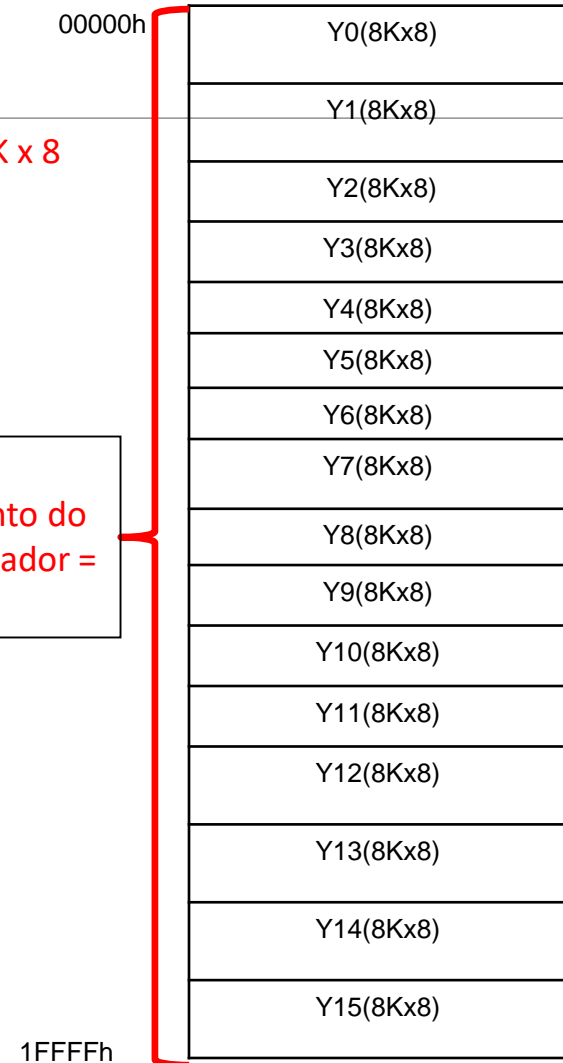 00000h
Y0(8Kx8)
Y1(8Kx8)
K x 8
Y2(8Kx8)
Y3(8Kx8)
Y4(8Kx8)
Y5(8Kx8)
Y6(8Kx8)
Y7(8Kx8)
nto do
ador =
Y8(8Kx8)
Y9(8Kx8)
Y10(8Kx8)
Y11(8Kx8)
Y12(8Kx8)
Y13(8Kx8)
Y14(8Kx8)
Y15(8Kx8)
1FFFFh